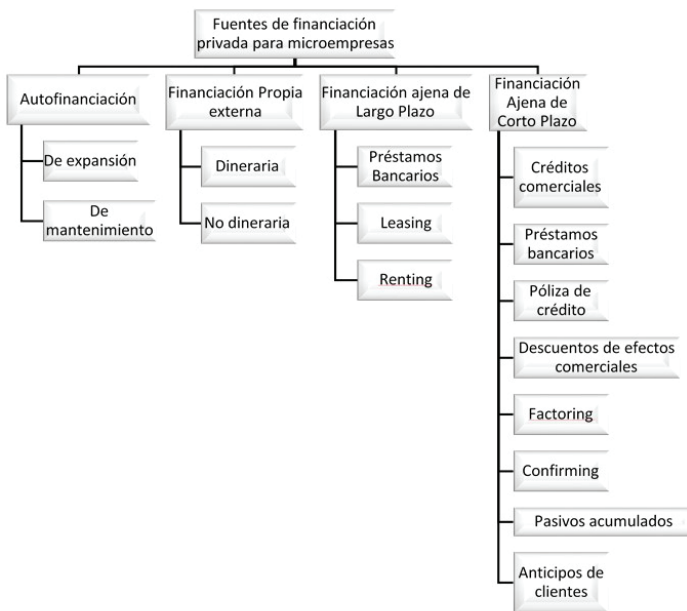 Fuentes de financiación
privada para microempresas
Autofinanciación
De expansión
De
mantenimiento
Financiación Propia
externa
Dineraria
No dineraria
Financiación ajena de
Largo Plazo
Préstamos
Bancarios
Leasing
Renting
Financiación
Ajena de
Corto Plazo
Créditos
comerciales
Préstamos
bancarios
Póliza de
crédito
Descuentos de efectos
comerciales
Factoring
Confirming
Pasivos acumulados
Anticipos de
clientes